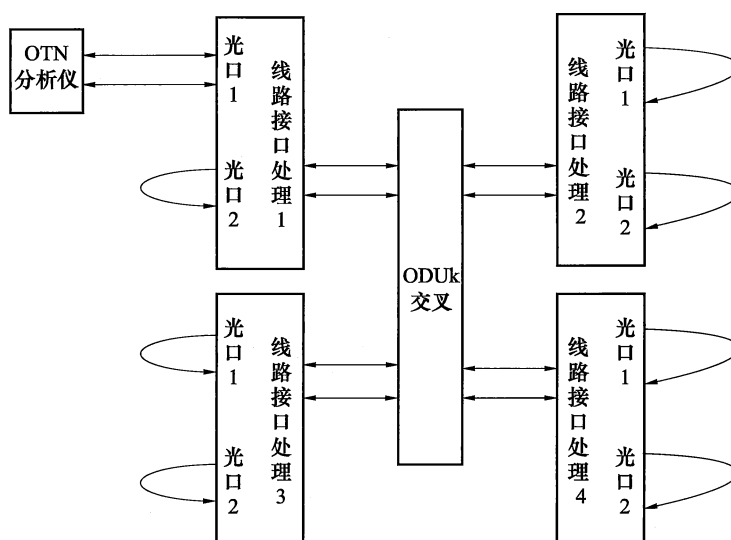 OTN
分析仪
光口1
线路接口处理1
光口2
线路接口处理2
光口1
光口2
ODUk
交叉
光口1
线路接口处理3
光口2
线路接口处理4
光口1
光口2